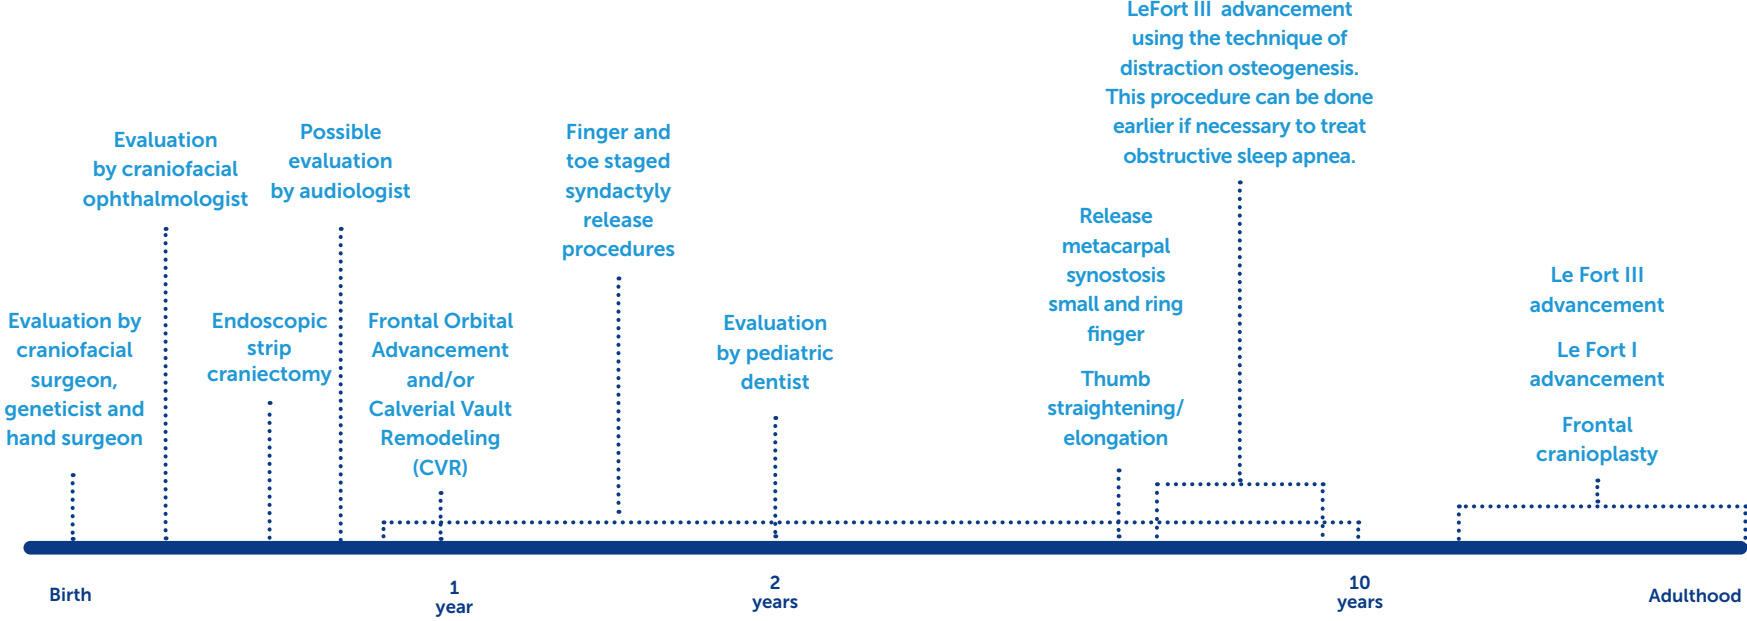 LeFort III advancement
using the technique of
distraction osteogenesis.
This procedure can be done
earlier if necessary to treat
obstructive sleep apnea.
Evaluation
by craniofacial
ophthalmologist
Possible
evaluation
by audiologist
Finger and
toe staged
syndactyly
release
procedures
Release
metacarpal
synostosis
small and ring
finger
Thumb
straightening/
elongation
Le Fort III
advancement
Le Fort I
advancement
Frontal
cranioplasty
Evaluation by
craniofacial
surgeon,
geneticist and
hand surgeon
Endoscopic
strip
craniectomy
Frontal Orbital
Advancement
and/or
Calverial Vault
Remodeling
(CVR)
Evaluation
by pediatric
dentist
Birth
1
year
2
years
10
years
Adulthood